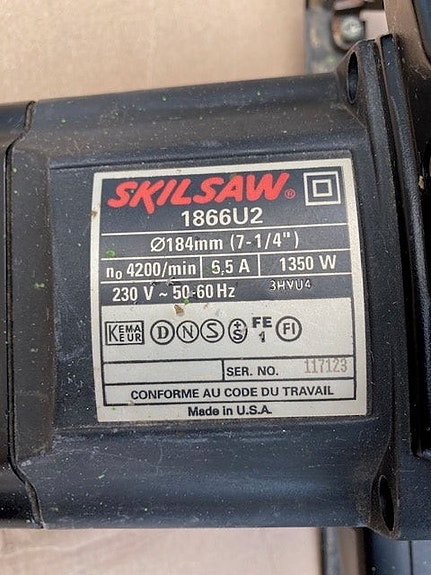 SKILSAW®
1866U2
Ø184mm (7-1/4")
n₀ 4200/min 6,5 A 1350 W
230 V ~ 50-60 Hz 3HVU4
KEMA EUR D N S +S FE 1 FI
SER. NO. 117123
CONFORME AU CODE DU TRAVAIL
Made in U.S.A.